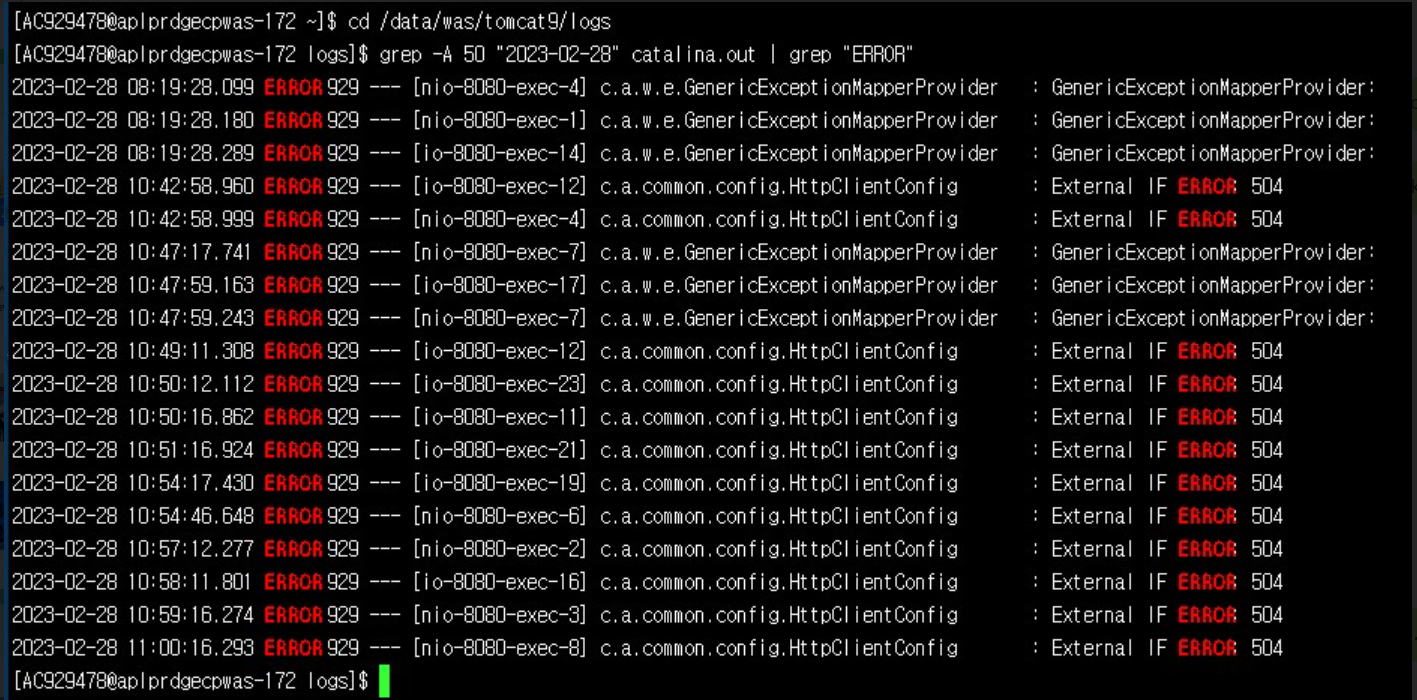 [AC929478@aplprdgecpwas-172 ~]$ cd /data/was/tomcat9/logs
[AC929478@aplprdgecpwas-172 logs]$ grep -A 50 "2023-02-28" catalina.out | grep "ERROR"
2023-02-28 08:19:28.099 ERROR 929 --- [nio-8080-exec-4] c.a.w.e.GenericExceptionMapperProvider : GenericExceptionMapperProvider:
2023-02-28 08:19:28.180 ERROR 929 --- [nio-8080-exec-1] c.a.w.e.GenericExceptionMapperProvider : GenericExceptionMapperProvider:
2023-02-28 08:19:28.289 ERROR 929 --- [io-8080-exec-14] c.a.w.e.GenericExceptionMapperProvider : GenericExceptionMapperProvider:
2023-02-28 10:42:58.960 ERROR 929 --- [io-8080-exec-12] c.a.common.config.HttpClientConfig : External IF ERROR: 504
2023-02-28 10:42:58.999 ERROR 929 --- [nio-8080-exec-4] c.a.common.config.HttpClientConfig : External IF ERROR: 504
2023-02-28 10:47:17.741 ERROR 929 --- [nio-8080-exec-7] c.a.w.e.GenericExceptionMapperProvider : GenericExceptionMapperProvider:
2023-02-28 10:47:59.163 ERROR 929 --- [io-8080-exec-17] c.a.w.e.GenericExceptionMapperProvider : GenericExceptionMapperProvider:
2023-02-28 10:47:59.243 ERROR 929 --- [nio-8080-exec-7] c.a.w.e.GenericExceptionMapperProvider : GenericExceptionMapperProvider:
2023-02-28 10:49:11.308 ERROR 929 --- [io-8080-exec-12] c.a.common.config.HttpClientConfig : External IF ERROR: 504
2023-02-28 10:50:12.112 ERROR 929 --- [io-8080-exec-23] c.a.common.config.HttpClientConfig : External IF ERROR: 504
2023-02-28 10:50:16.862 ERROR 929 --- [io-8080-exec-11] c.a.common.config.HttpClientConfig : External IF ERROR: 504
2023-02-28 10:51:16.924 ERROR 929 --- [io-8080-exec-21] c.a.common.config.HttpClientConfig : External IF ERROR: 504
2023-02-28 10:54:17.430 ERROR 929 --- [io-8080-exec-19] c.a.common.config.HttpClientConfig : External IF ERROR: 504
2023-02-28 10:54:46.648 ERROR 929 --- [nio-8080-exec-6] c.a.common.config.HttpClientConfig : External IF ERROR: 504
2023-02-28 10:57:12.277 ERROR 929 --- [nio-8080-exec-2] c.a.common.config.HttpClientConfig : External IF ERROR: 504
2023-02-28 10:58:11.801 ERROR 929 --- [io-8080-exec-16] c.a.common.config.HttpClientConfig : External IF ERROR: 504
2023-02-28 10:59:16.274 ERROR 929 --- [nio-8080-exec-3] c.a.common.config.HttpClientConfig : External IF ERROR: 504
2023-02-28 11:00:16.293 ERROR 929 --- [nio-8080-exec-8] c.a.common.config.HttpClientConfig : External IF ERROR: 504
[AC929478@aplprdgecpwas-172 logs]$